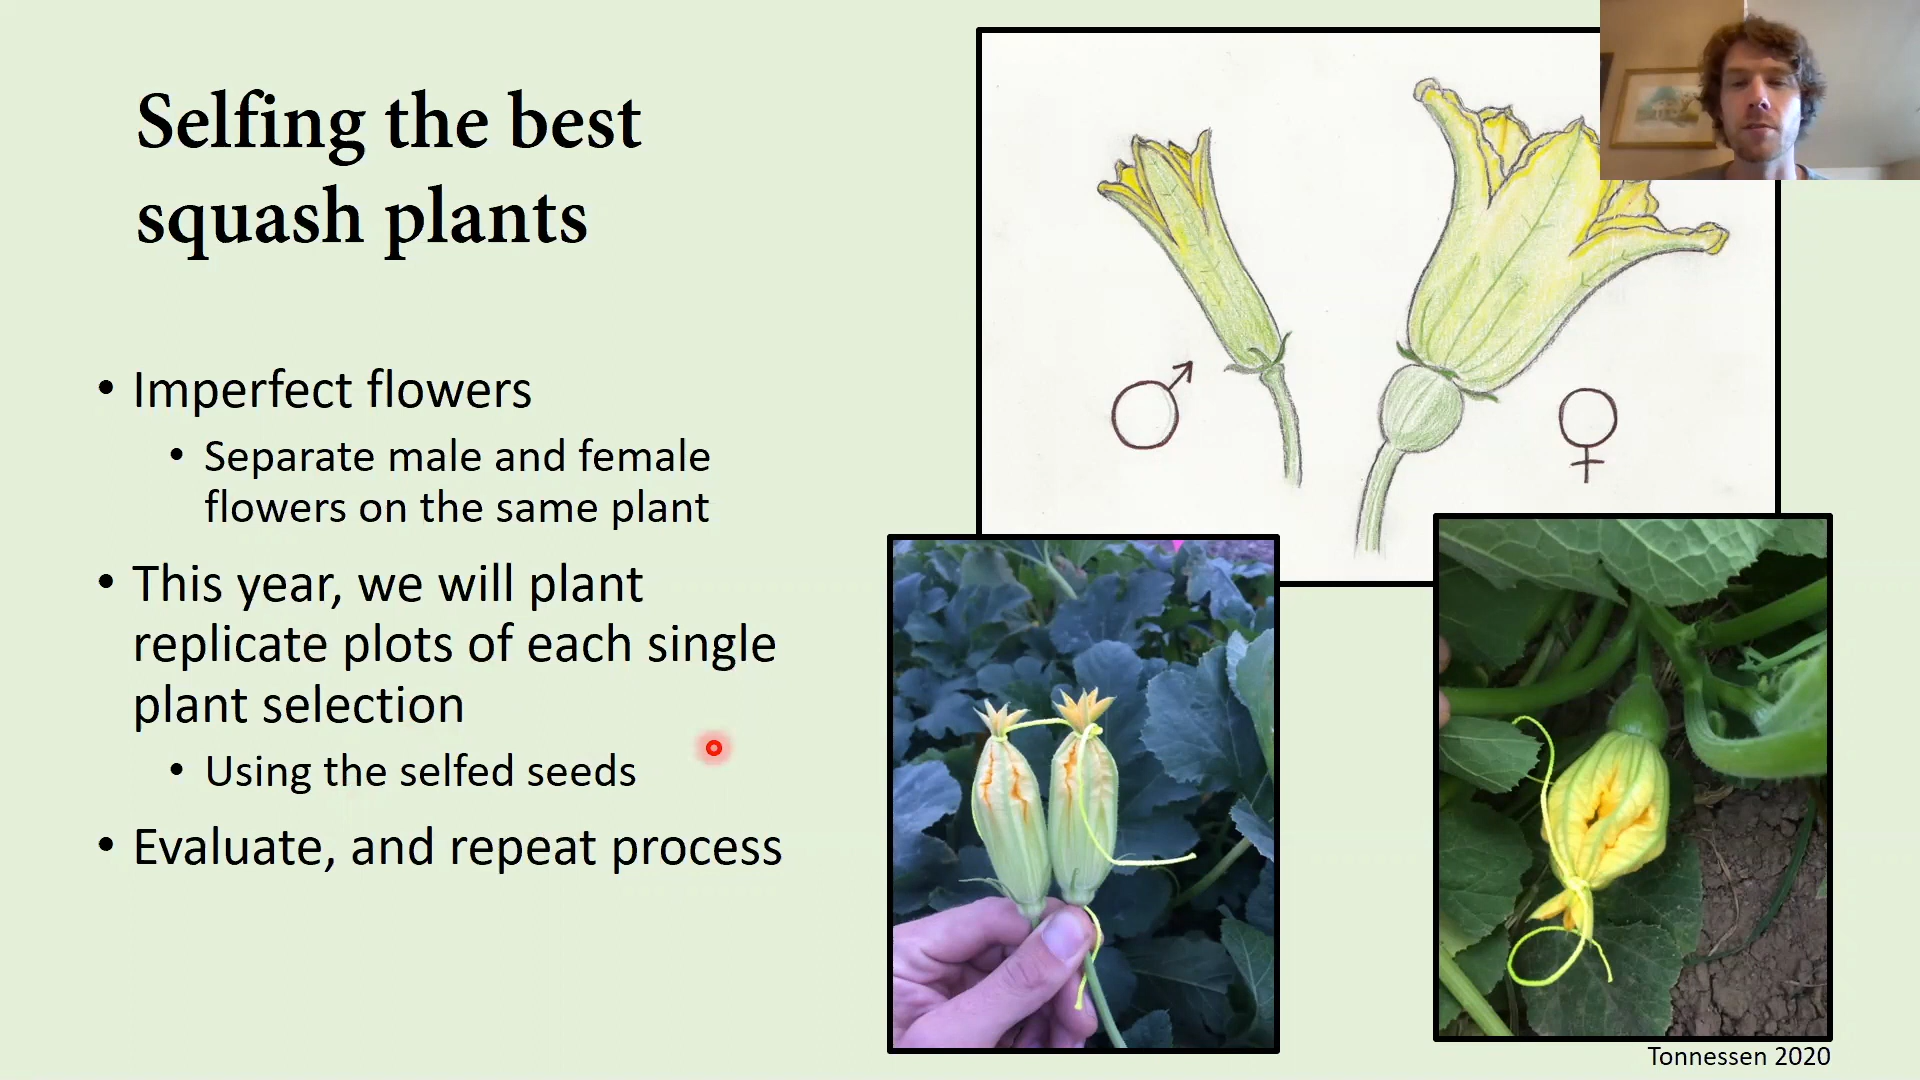 Selfing the best
squash plants
• Imperfect flowers
• Separate male and female
flowers on the same plant
• This year, we will plant
replicate plots of each single
plant selection
• Using the selfed seeds
• Evaluate, and repeat process
Tonnessen 2020